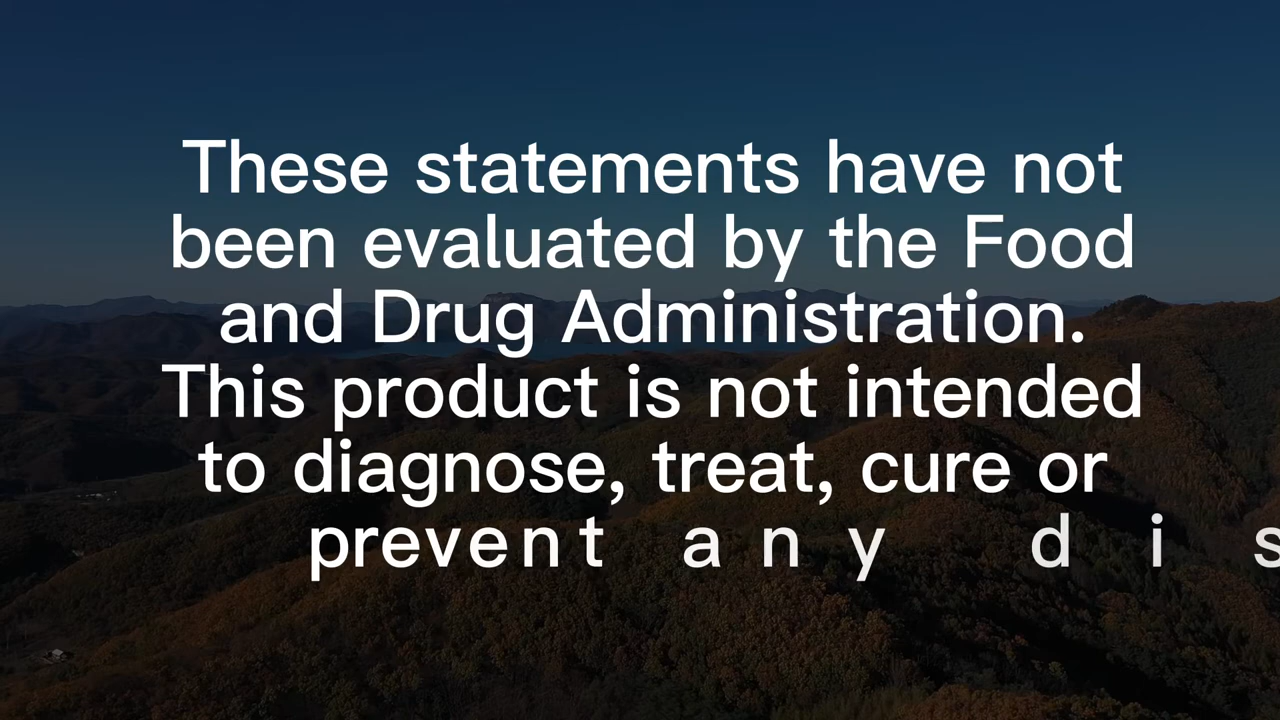 These statements have not
been evaluated by the Food
and Drug Administration.
This product is not intended
to diagnose, treat, cure or
prevent any dis